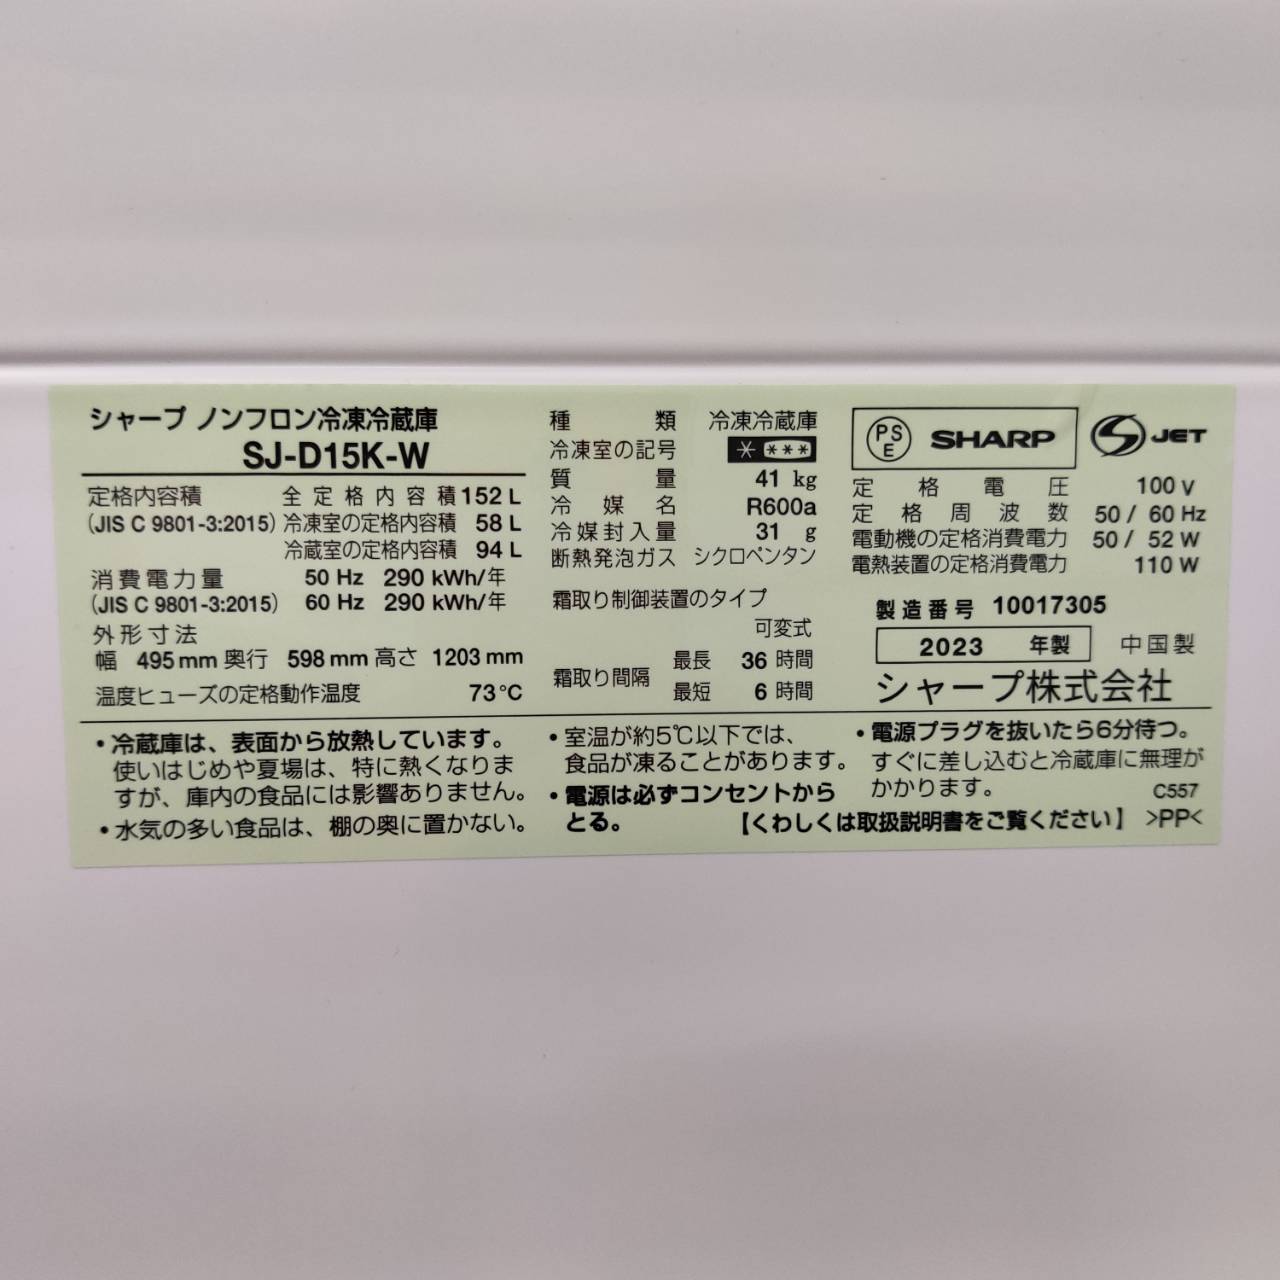 シャープ ノンフロン冷凍冷蔵庫
SJ-D15K-W
定格内容積 全定格内容積 152 L
(JIS C 9801-3:2015) 冷凍室の定格内容積 58 L
冷蔵室の定格内容積 94 L
消費電力量 50 Hz 290 kWh/年
(JIS C 9801-3:2015) 60 Hz 290 kWh/年
外形寸法
幅 495 mm 奥行 598 mm 高さ 1203 mm
温度ヒューズの定格動作温度 73℃
種類 冷凍冷蔵庫
冷凍室の記号 * ***
質量 41 kg
冷媒名 R600a
冷媒封入量 31 g
断熱発泡ガス シクロペンタン
霜取り制御装置のタイプ
可変式
霜取り間隔 最長 36 時間
最短 6 時間
PSE SHARP S JET
定格電圧 100 V
定格周波数 50 / 60 Hz
電動機の定格消費電力 50 / 52 W
電熱装置の定格消費電力 110 W
製造番号 10017305
2023 年製 中国製
シャープ株式会社
・冷蔵庫は、表面から放熱しています。
使いはじめや夏場は、特に熱くなりま
すが、庫内の食品には影響ありません。
・水気の多い食品は、棚の奥に置かない。
・室温が約5℃以下では、
食品が凍ることがあります。
・電源は必ずコンセントから
とる。
・電源プラグを抜いたら6分待つ。
すぐに差し込むと冷蔵庫に無理が
かかります。 C557
【くわしくは取扱説明書をご覧ください】 >PP<